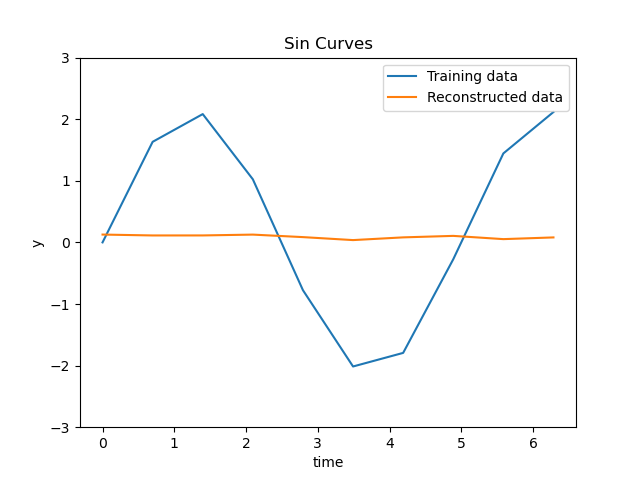 Sin Curves
Training data
Reconstructed data
y
3
2
1
0
−1
−2
−3
0 1 2 3 4 5 6
time